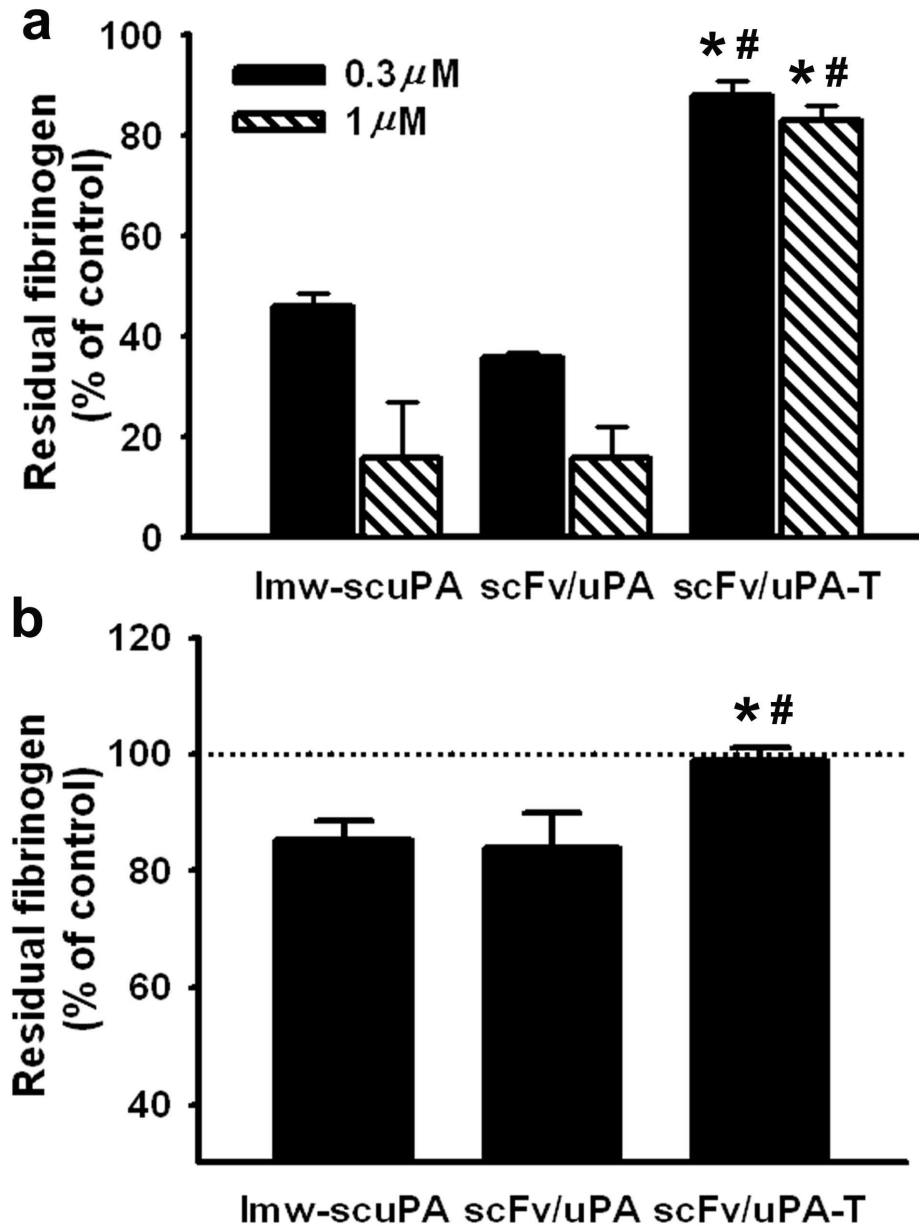 a
100
80
60
40
20
0
Residual fibrinogen
(% of control)
0.3 μM
1 μM
* #
* #
lmw-scuPA scFv/uPA scFv/uPA-T
b
120
100
80
60
40
Residual fibrinogen
(% of control)
* #
lmw-scuPA scFv/uPA scFv/uPA-T